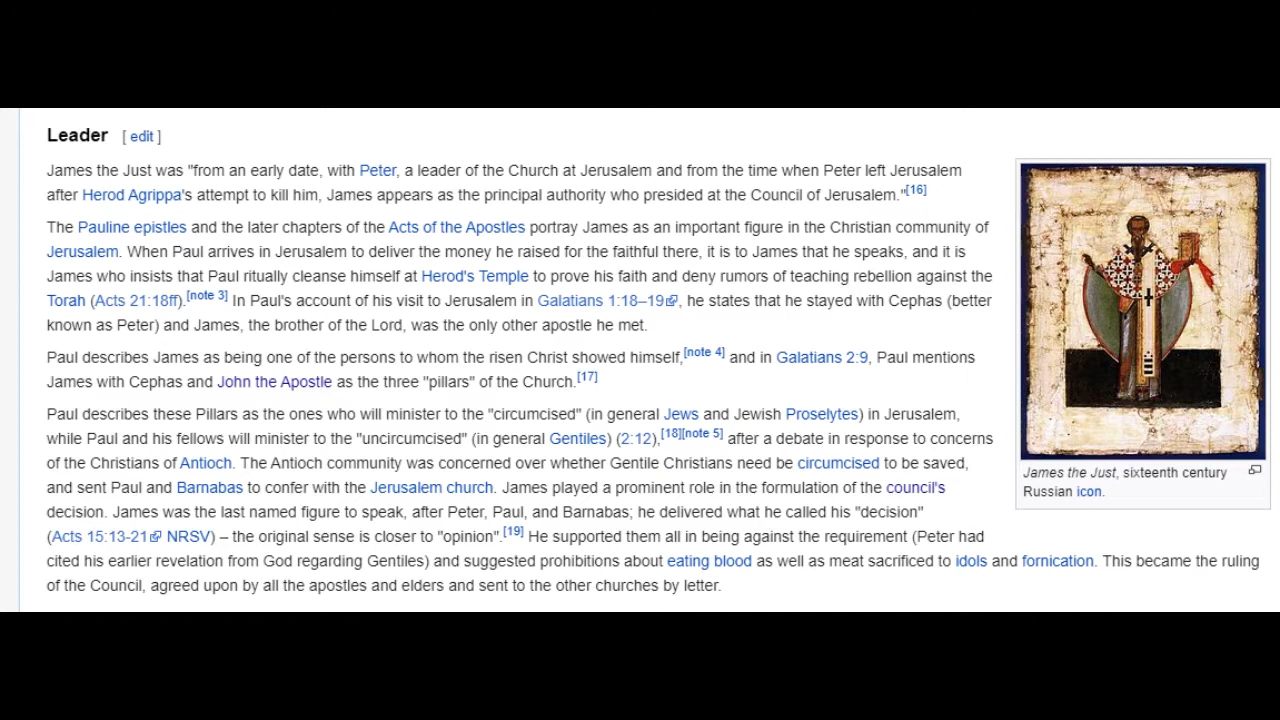 Leader [ edit ]
James the Just was "from an early date, with Peter, a leader of the Church at Jerusalem and from the time when Peter left Jerusalem
after Herod Agrippa's attempt to kill him, James appears as the principal authority who presided at the Council of Jerusalem."[16]
The Pauline epistles and the later chapters of the Acts of the Apostles portray James as an important figure in the Christian community of
Jerusalem. When Paul arrives in Jerusalem to deliver the money he raised for the faithful there, it is to James that he speaks, and it is
James who insists that Paul ritually cleanse himself at Herod's Temple to prove his faith and deny rumors of teaching rebellion against the
Torah (Acts 21:18ff).[note 3] In Paul's account of his visit to Jerusalem in Galatians 1:18–19, he states that he stayed with Cephas (better
known as Peter) and James, the brother of the Lord, was the only other apostle he met.
Paul describes James as being one of the persons to whom the risen Christ showed himself,[note 4] and in Galatians 2:9, Paul mentions
James with Cephas and John the Apostle as the three "pillars" of the Church.[17]
Paul describes these Pillars as the ones who will minister to the "circumcised" (in general Jews and Jewish Proselytes) in Jerusalem,
while Paul and his fellows will minister to the "uncircumcised" (in general Gentiles) (2:12),[18][note 5] after a debate in response to concerns
of the Christians of Antioch. The Antioch community was concerned over whether Gentile Christians need be circumcised to be saved,
and sent Paul and Barnabas to confer with the Jerusalem church. James played a prominent role in the formulation of the council's
decision. James was the last named figure to speak, after Peter, Paul, and Barnabas; he delivered what he called his "decision"
(Acts 15:13-21 NRSV) – the original sense is closer to "opinion".[19] He supported them all in being against the requirement (Peter had
cited his earlier revelation from God regarding Gentiles) and suggested prohibitions about eating blood as well as meat sacrificed to idols and fornication. This became the ruling
of the Council, agreed upon by all the apostles and elders and sent to the other churches by letter.
James the Just, sixteenth century
Russian icon.